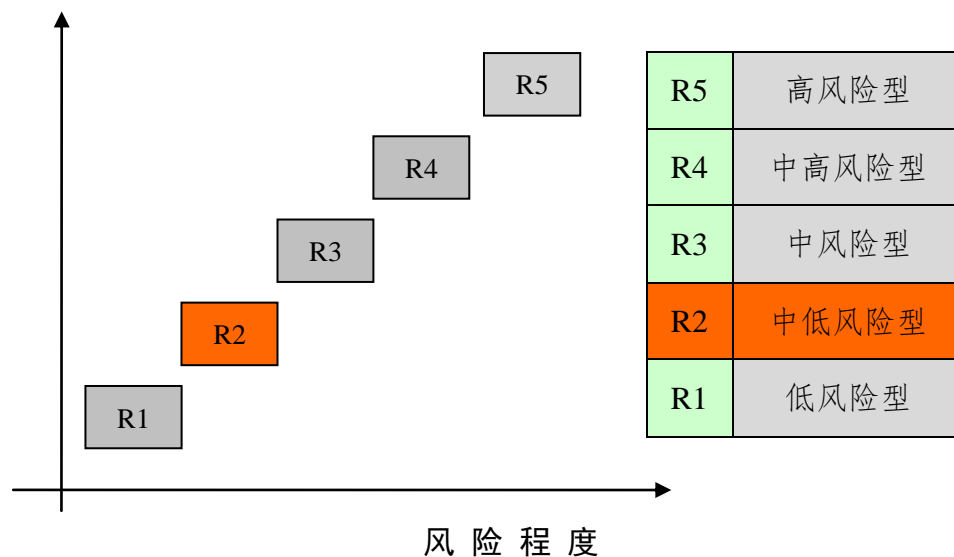 R5
R4
R3
R2
R1
风险程度
R5 高风险型
R4 中高风险型
R3 中风险型
R2 中低风险型
R1 低风险型